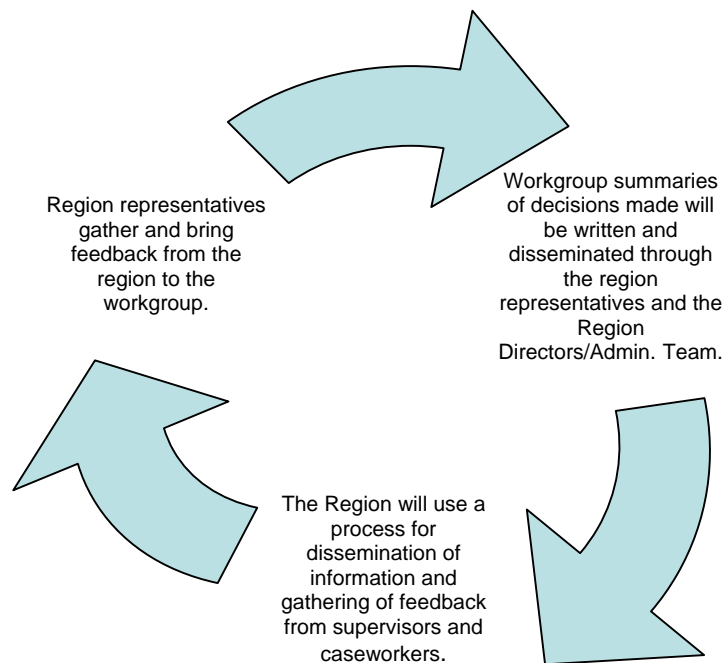 Region representatives
gather and bring
feedback from the
region to the
workgroup.
Workgroup summaries
of decisions made will
be written and
disseminated through
the region
representatives and the
Region
Directors/Admin. Team.
The Region will use a
process for
dissemination of
information and
gathering of feedback
from supervisors and
caseworkers.